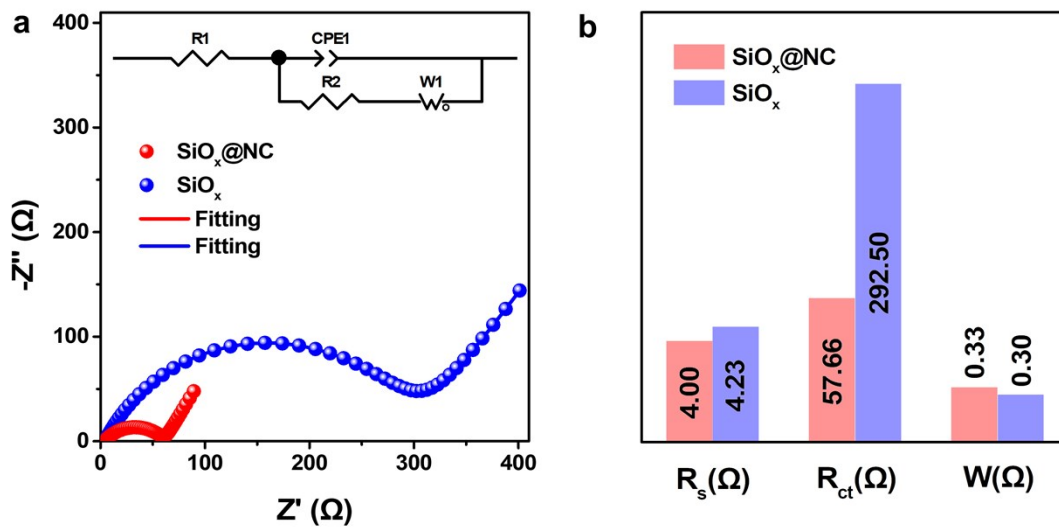 a
-Z'' (Ω)
400
300
200
100
0
R1
CPE1
R2
W1
o
SiOₓ@NC
SiOₓ
Fitting
Fitting
0
100
200
300
400
Z' (Ω)
b
SiOₓ@NC
SiOₓ
4.00
4.23
57.66
292.50
0.33
0.30
Rₛ(Ω)
R_ct(Ω)
W(Ω)